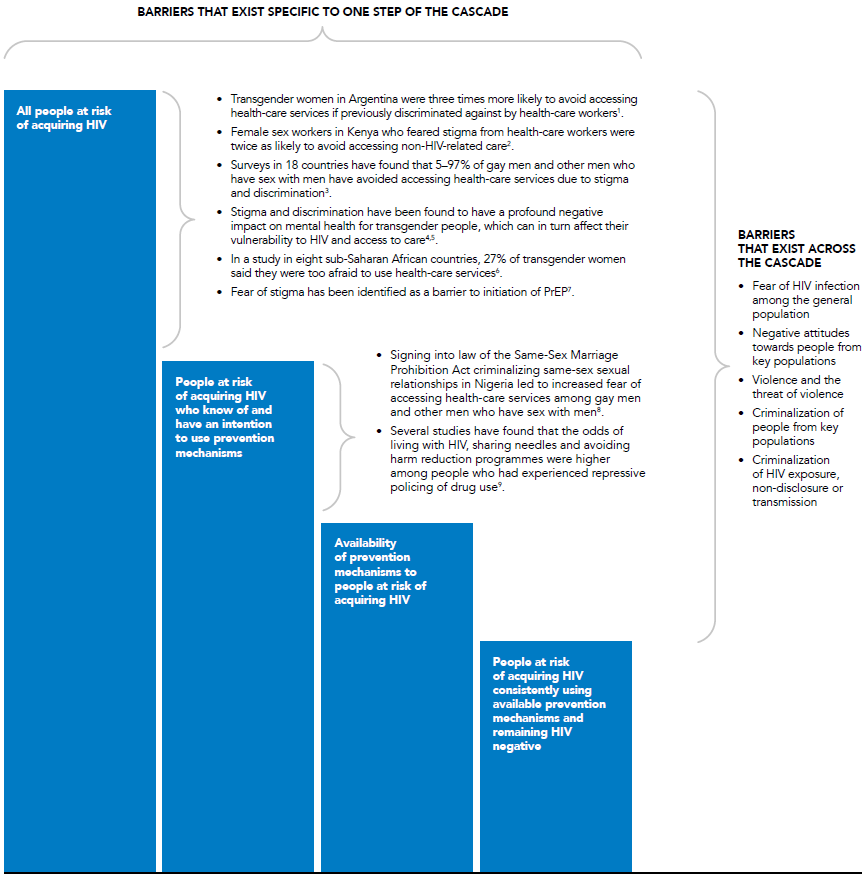 BARRIERS THAT EXIST SPECIFIC TO ONE STEP OF THE CASCADE
All people at risk
of acquiring HIV
• Transgender women in Argentina were three times more likely to avoid accessing
health-care services if previously discriminated against by health-care workers¹.
• Female sex workers in Kenya who feared stigma from health-care workers were
twice as likely to avoid accessing non-HIV-related care².
• Surveys in 18 countries have found that 5–97% of gay men and other men who
have sex with men have avoided accessing health-care services due to stigma
and discrimination³.
• Stigma and discrimination have been found to have a profound negative
impact on mental health for transgender people, which can in turn affect their
vulnerability to HIV and access to care⁴,⁵.
• In a study in eight sub-Saharan African countries, 27% of transgender women
said they were too afraid to use health-care services⁶.
• Fear of stigma has been identified as a barrier to initiation of PrEP⁷.
People at risk
of acquiring HIV
who know of and
have an intention
to use prevention
mechanisms
• Signing into law of the Same-Sex Marriage
Prohibition Act criminalizing same-sex sexual
relationships in Nigeria led to increased fear of
accessing health-care services among gay men
and other men who have sex with men⁸.
• Several studies have found that the odds of
living with HIV, sharing needles and avoiding
harm reduction programmes were higher
among people who had experienced repressive
policing of drug use⁹.
Availability
of prevention
mechanisms to
people at risk of
acquiring HIV
People at risk
of acquiring HIV
consistently using
available prevention
mechanisms and
remaining HIV
negative
BARRIERS
THAT EXIST ACROSS
THE CASCADE
• Fear of HIV infection
among the general
population
• Negative attitudes
towards people from
key populations
• Violence and the
threat of violence
• Criminalization of
people from key
populations
• Criminalization
of HIV exposure,
non-disclosure or
transmission